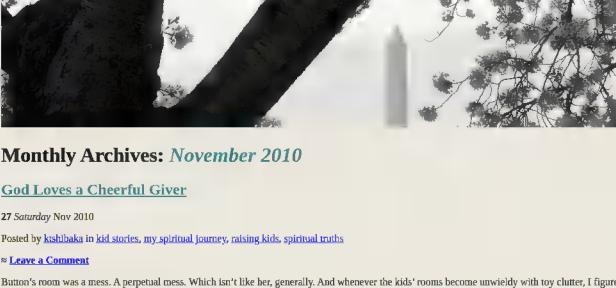 Monthly Archives: November 2010
God Loves a Cheerful Giver
27 Saturday Nov 2010
Posted by ktshibaka in kid stories, my spiritual journey, raising kids, spiritual truths
≈ Leave a Comment
Button's room was a mess. A perpetual mess. Which isn't like her, generally. And whenever the kids' rooms become unwieldy with toy clutter, I